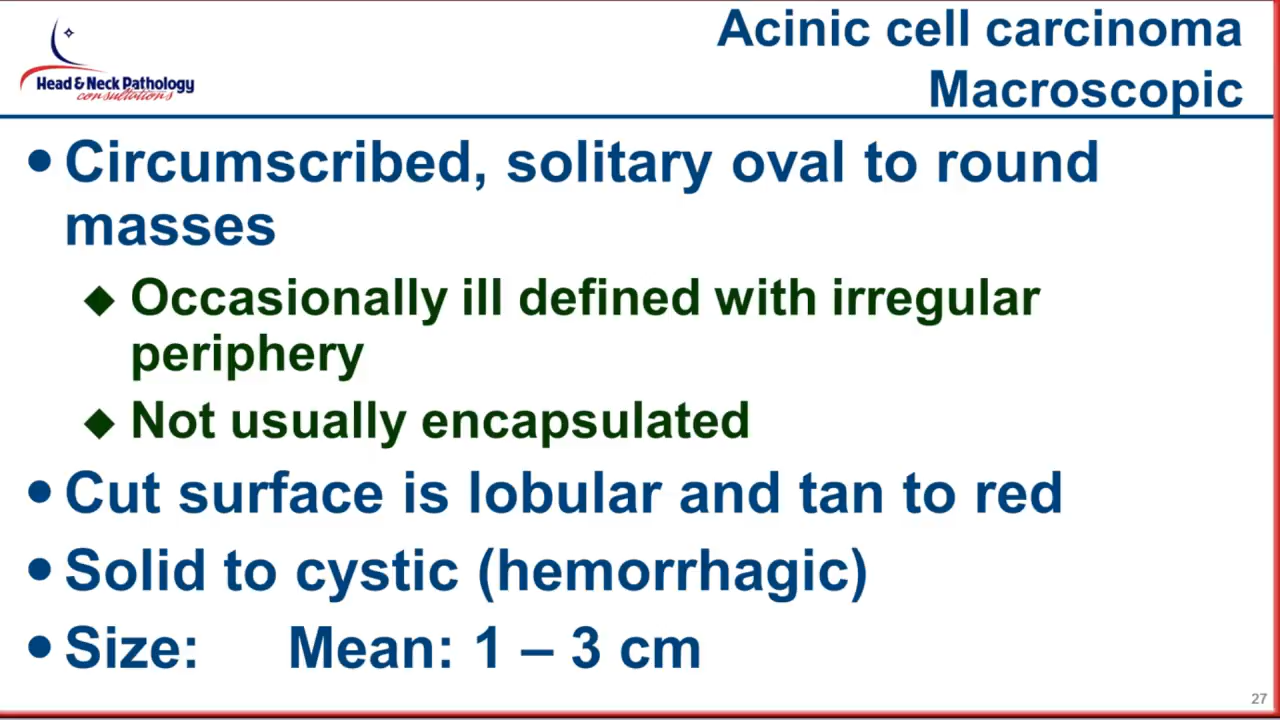 Acinic cell carcinoma
Macroscopic
Head & Neck Pathology
consultations
• Circumscribed, solitary oval to round
masses
◆ Occasionally ill defined with irregular
periphery
◆ Not usually encapsulated
• Cut surface is lobular and tan to red
• Solid to cystic (hemorrhagic)
• Size: Mean: 1 – 3 cm
27